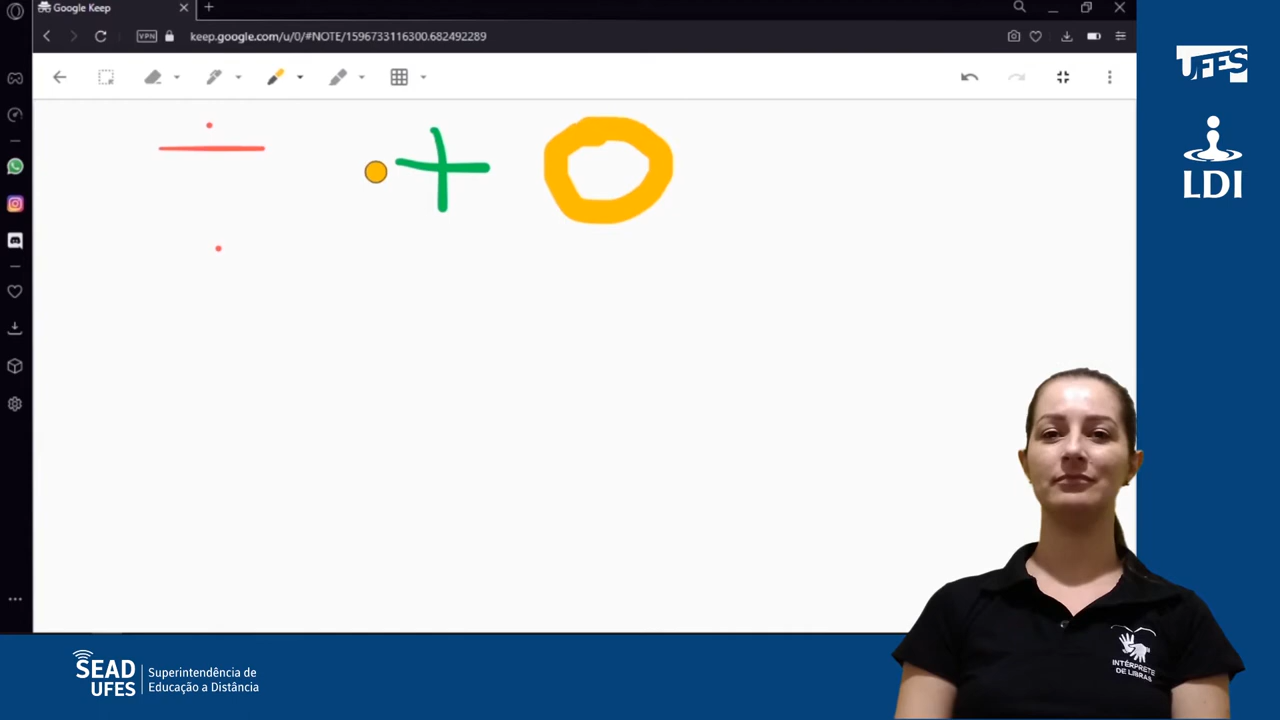 Google Keep
VPN keep.google.com/u/0/#NOTE/1596733116300.682492289
UFES
LDI
+ O
INTÉRPRETE
DE LIBRAS
SEAD
UFES
Superintendência de
Educação a Distância